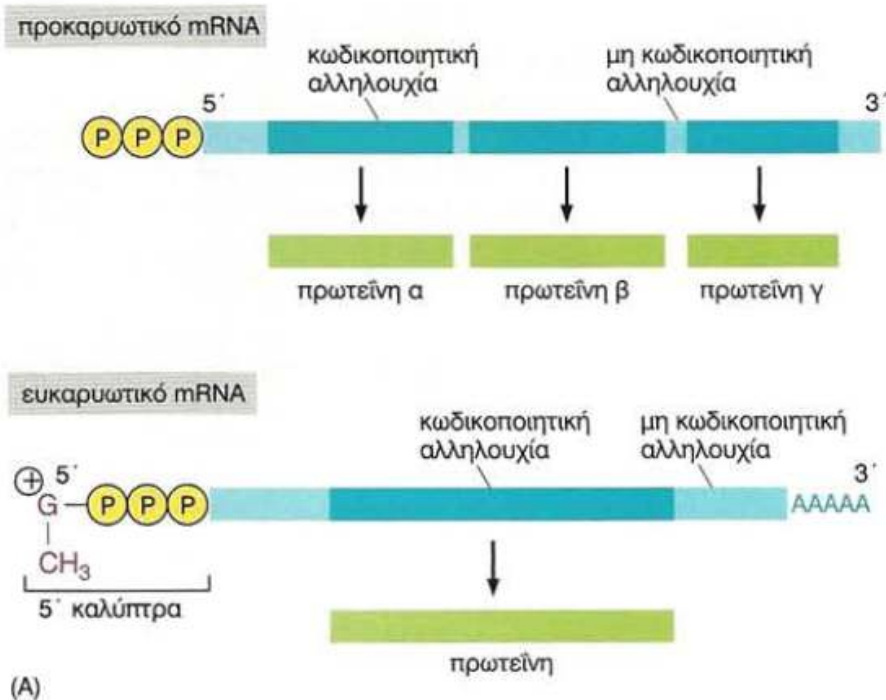 προκαρυωτικό mRNA
κωδικοποιητική
αλληλουχία
μη κωδικοποιητική
αλληλουχία
5´
3´
P P P
πρωτεΐνη α
πρωτεΐνη β
πρωτεΐνη γ
ευκαρυωτικό mRNA
κωδικοποιητική
αλληλουχία
μη κωδικοποιητική
αλληλουχία
+ 5´
3´
G P P P
AAAAA
CH₃
5´ καλύπτρα
πρωτεΐνη
(A)